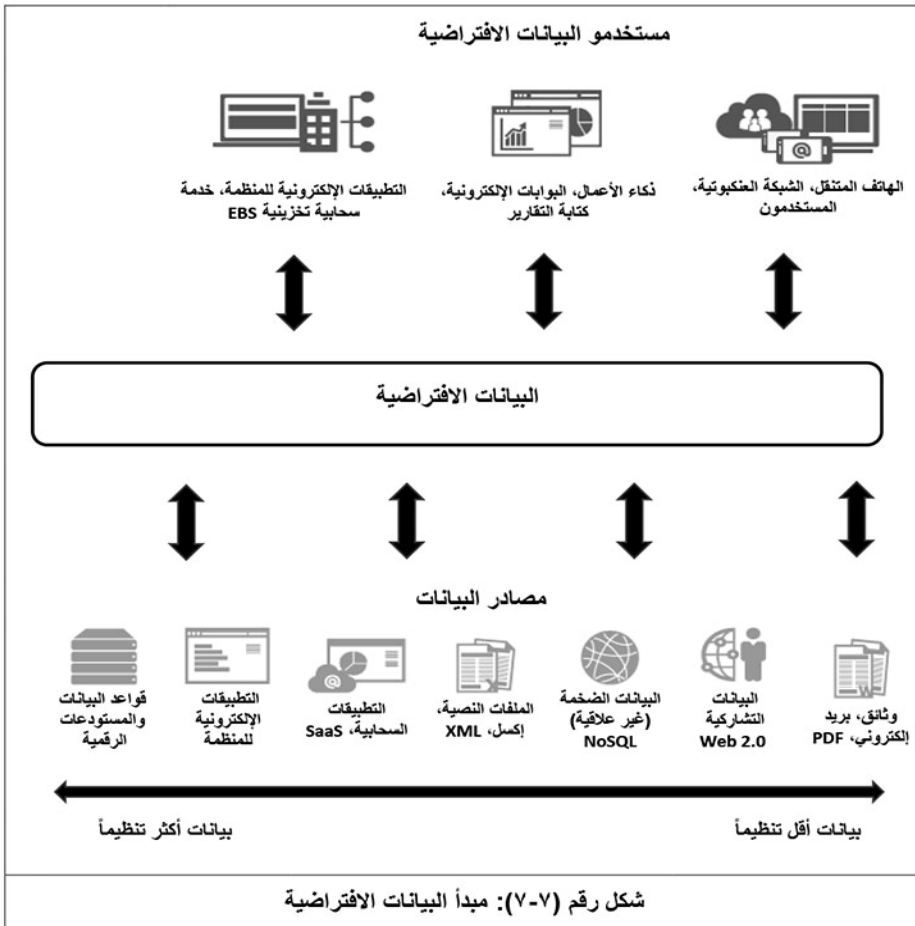 مستخدمو البيانات الافتراضية
الهاتف المتنقل، الشبكة العنكبوتية،
المستخدمون
ذكاء الأعمال، البوابات الإلكترونية،
كتابة التقارير
التطبيقات الإلكترونية للمنظمة، خدمة
سحابية تخزينية EBS
البيانات الافتراضية
مصادر البيانات
وثائق، بريد
إلكتروني، PDF
البيانات
التشاركية
Web 2.0
البيانات الضخمة
(غير علاقية)
NoSQL
الملفات النصية،
إكسل، XML
التطبيقات
السحابية، SaaS
التطبيقات
الإلكترونية
للمنظمة
قواعد البيانات
والمستودعات
الرقمية
بيانات أقل تنظيماً
بيانات أكثر تنظيماً
شكل رقم (٧-٧): مبدأ البيانات الافتراضية